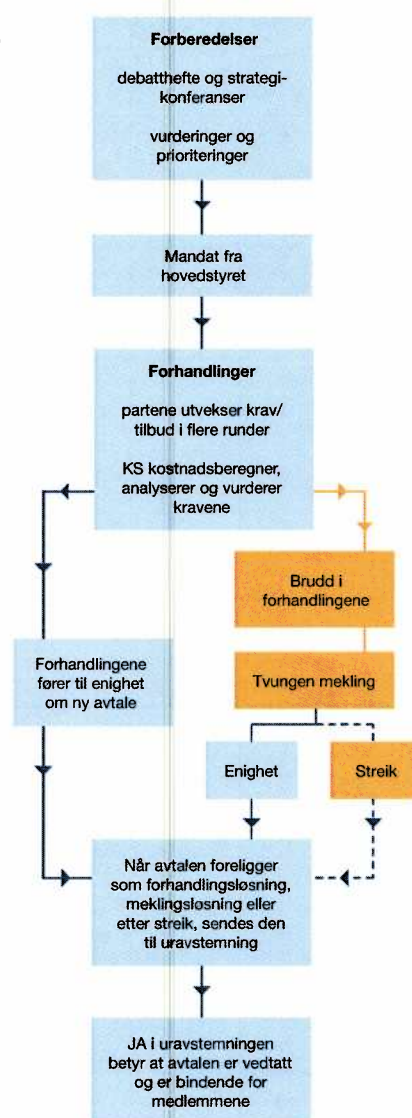 Forberedelser
debatthefte og strategi-
konferanser
vurderinger og
prioriteringer
Mandat fra
hovedstyret
Forhandlinger
partene utvekser krav/
tilbud i flere runder
KS kostnadsberegner,
analyserer og vurderer
kravene
Brudd i
forhandlingene
Forhandlingene
fører til enighet
om ny avtale
Tvungen mekling
Enighet
Streik
Når avtalen foreligger
som forhandlingsløsning,
meklingsløsning eller
etter streik, sendes den
til uravstemning
JA i uravstemningen
betyr at avtalen er vedtatt
og er bindende for
medlemmene